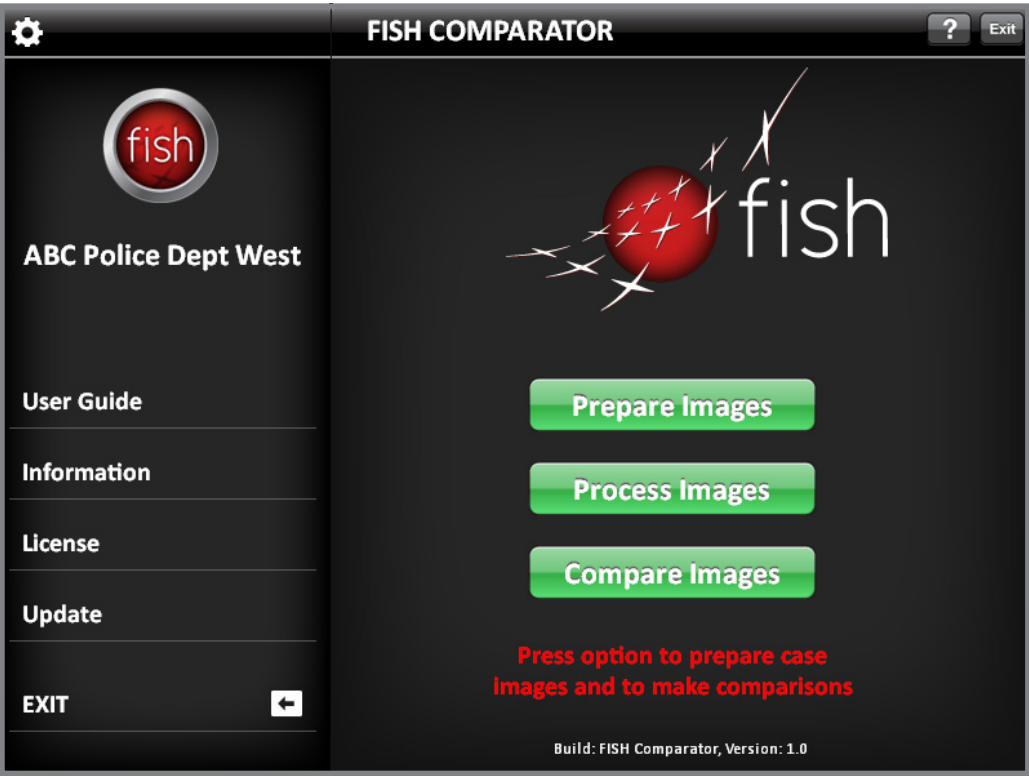 FISH COMPARATOR
?
Exit
fish
ABC Police Dept West
User Guide
Information
License
Update
EXIT
fish
Prepare Images
Process Images
Compare Images
Press option to prepare case
images and to make comparisons
Build: FISH Comparator, Version: 1.0